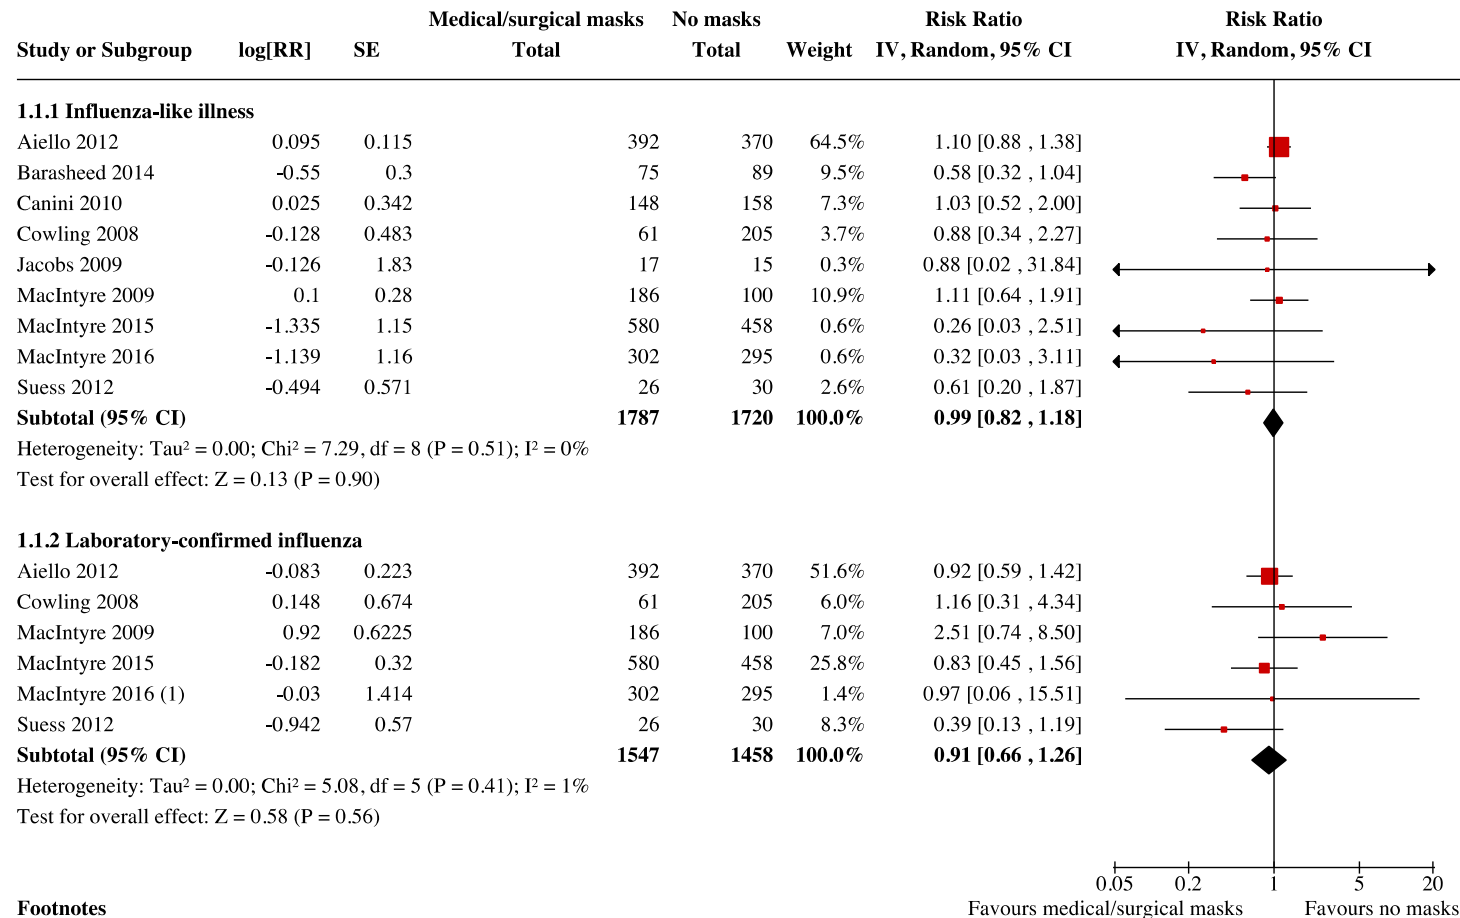 Medical/surgical masks No masks Risk Ratio Risk Ratio
Study or Subgroup log[RR] SE Total Total Weight IV, Random, 95% CI IV, Random, 95% CI
1.1.1 Influenza-like illness
Aiello 2012 0.095 0.115 392 370 64.5% 1.10 [0.88 , 1.38]
Barasheed 2014 -0.55 0.3 75 89 9.5% 0.58 [0.32 , 1.04]
Canini 2010 0.025 0.342 148 158 7.3% 1.03 [0.52 , 2.00]
Cowling 2008 -0.128 0.483 61 205 3.7% 0.88 [0.34 , 2.27]
Jacobs 2009 -0.126 1.83 17 15 0.3% 0.88 [0.02 , 31.84]
MacIntyre 2009 0.1 0.28 186 100 10.9% 1.11 [0.64 , 1.91]
MacIntyre 2015 -1.335 1.15 580 458 0.6% 0.26 [0.03 , 2.51]
MacIntyre 2016 -1.139 1.16 302 295 0.6% 0.32 [0.03 , 3.11]
Suess 2012 -0.494 0.571 26 30 2.6% 0.61 [0.20 , 1.87]
Subtotal (95% CI) 1787 1720 100.0% 0.99 [0.82 , 1.18]
Heterogeneity: Tau² = 0.00; Chi² = 7.29, df = 8 (P = 0.51); I² = 0%
Test for overall effect: Z = 0.13 (P = 0.90)
1.1.2 Laboratory-confirmed influenza
Aiello 2012 -0.083 0.223 392 370 51.6% 0.92 [0.59 , 1.42]
Cowling 2008 0.148 0.674 61 205 6.0% 1.16 [0.31 , 4.34]
MacIntyre 2009 0.92 0.6225 186 100 7.0% 2.51 [0.74 , 8.50]
MacIntyre 2015 -0.182 0.32 580 458 25.8% 0.83 [0.45 , 1.56]
MacIntyre 2016 (1) -0.03 1.414 302 295 1.4% 0.97 [0.06 , 15.51]
Suess 2012 -0.942 0.57 26 30 8.3% 0.39 [0.13 , 1.19]
Subtotal (95% CI) 1547 1458 100.0% 0.91 [0.66 , 1.26]
Heterogeneity: Tau² = 0.00; Chi² = 5.08, df = 5 (P = 0.41); I² = 1%
Test for overall effect: Z = 0.58 (P = 0.56)
0.05 0.2 1 5 20
Footnotes Favours medical/surgical masks Favours no masks